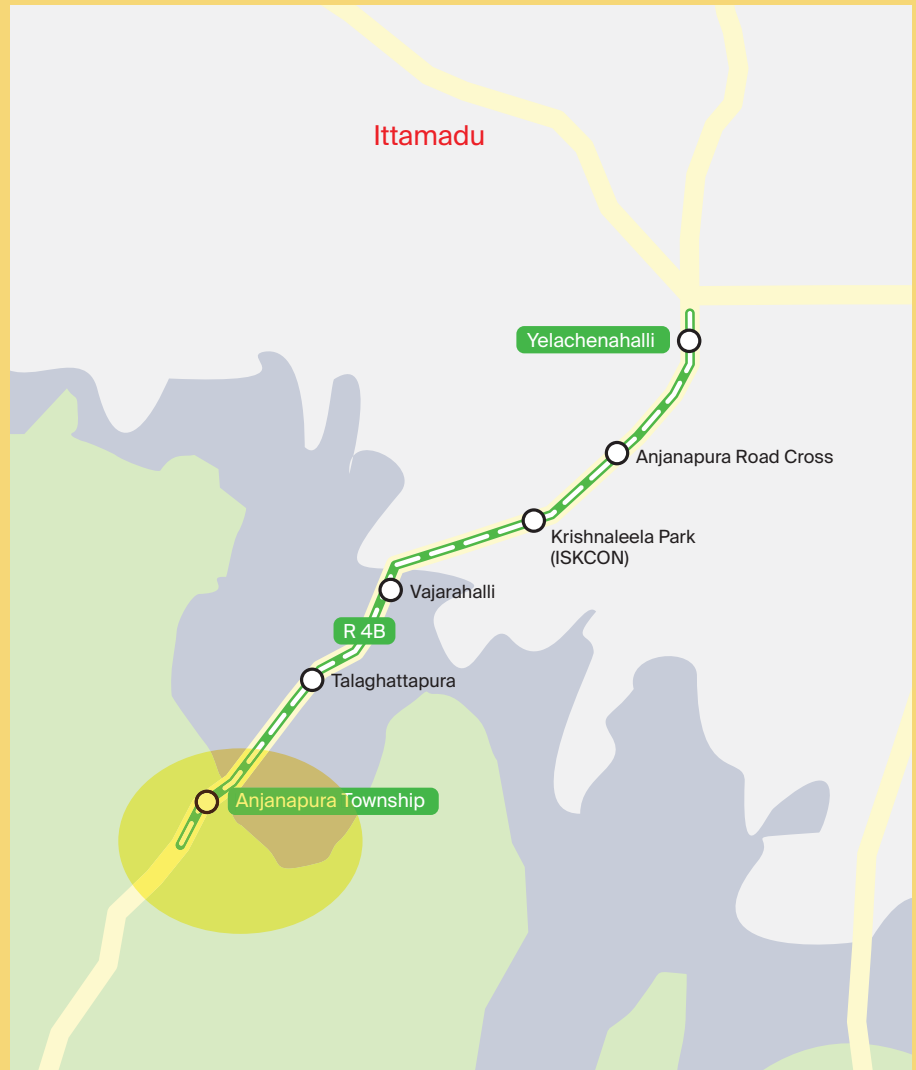 Ittamadu
Yelachenahalli
Anjanapura Road Cross
Krishnaleela Park
(ISKCON)
Vajarahalli
R 4B
Talaghattapura
Anjanapura Township